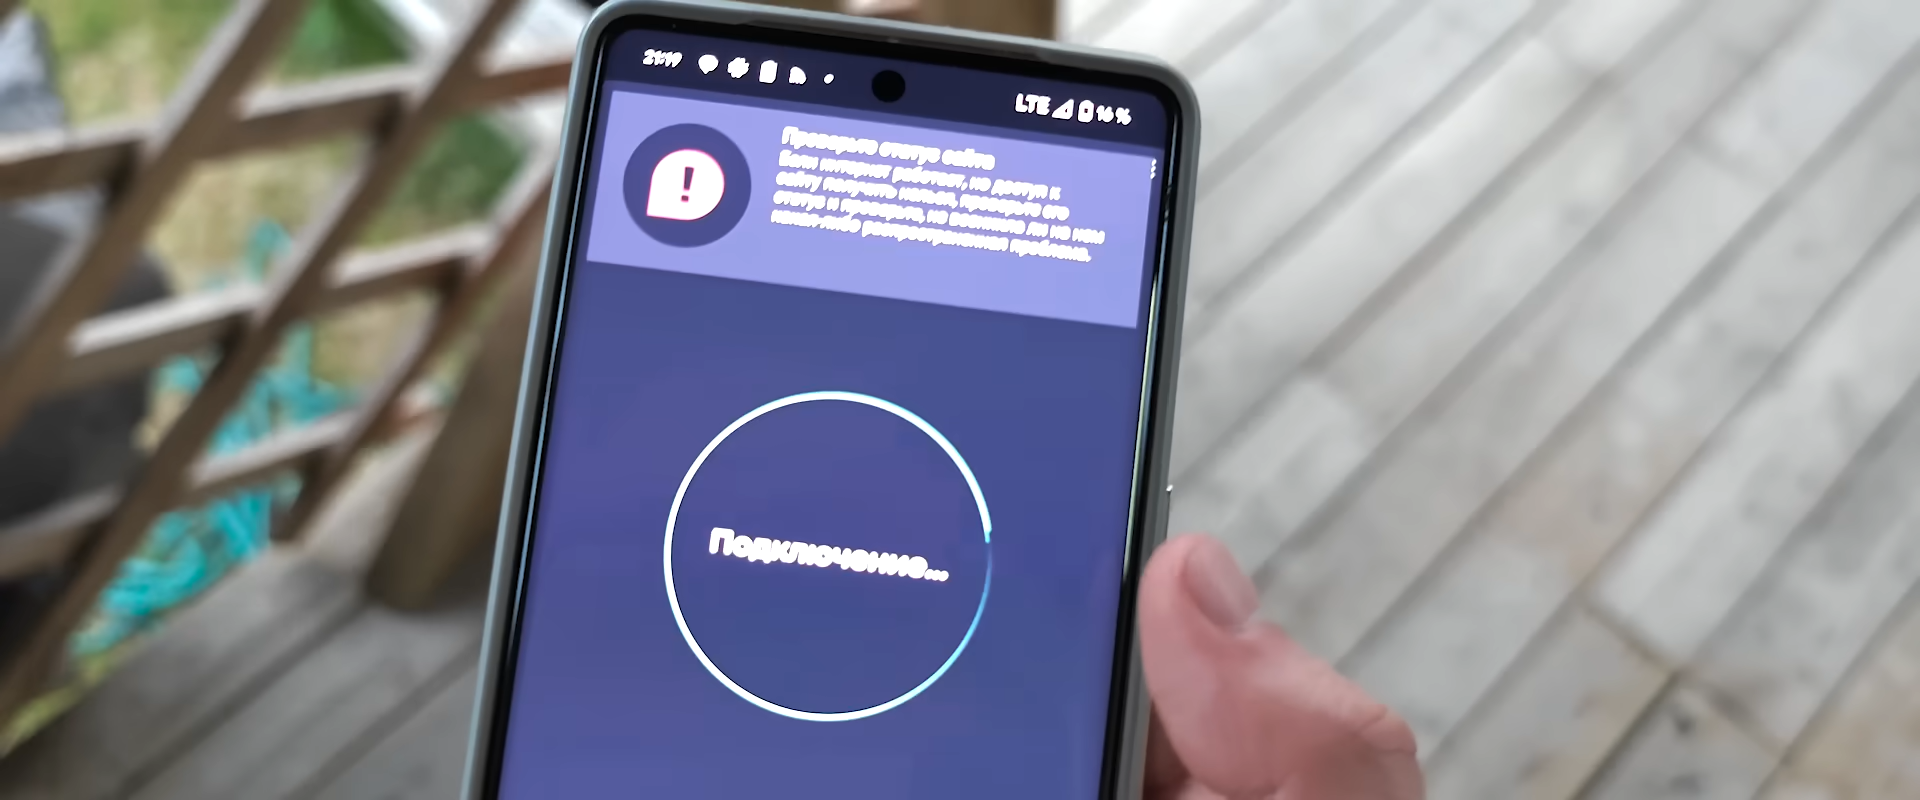 21:19
LTE 16 %
Проверьте статус сайта
Если интернет работает, но доступ к
сайту получить нельзя, проверьте его
статус и проверьте, не возникла ли на нем
какая-либо распространенная проблема.
Подключение...